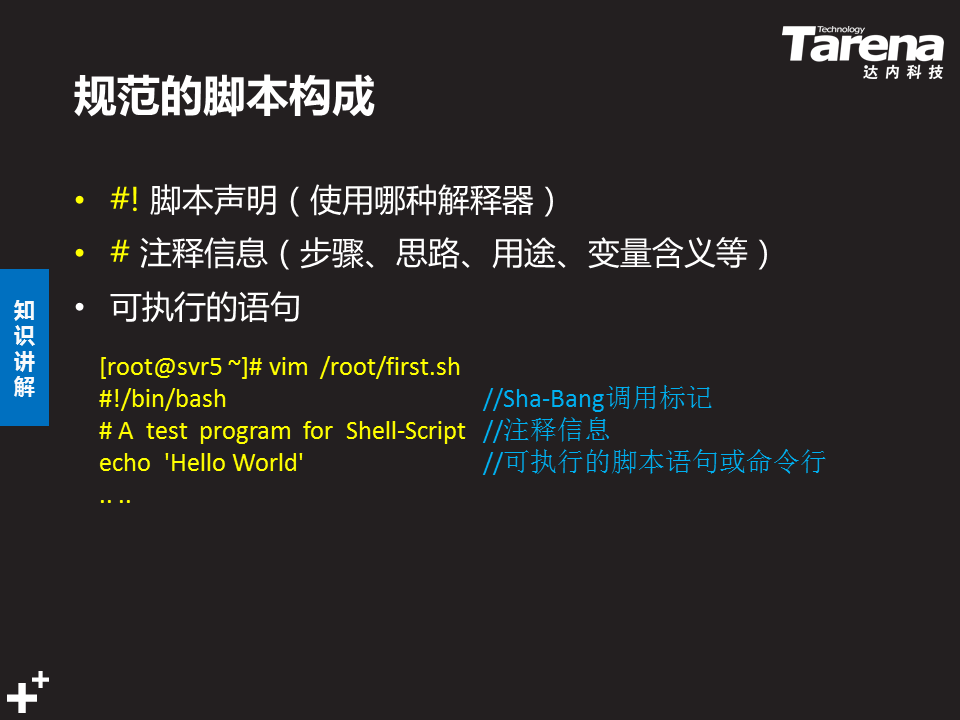 Technology
Tarena
达内科技
规范的脚本构成
• #! 脚本声明（使用哪种解释器）
• # 注释信息（步骤、思路、用途、变量含义等）
• 可执行的语句
知识讲解
[root@svr5 ~]# vim /root/first.sh
#!/bin/bash //Sha-Bang调用标记
# A test program for Shell-Script //注释信息
echo 'Hello World' //可执行的脚本语句或命令行
.. ..